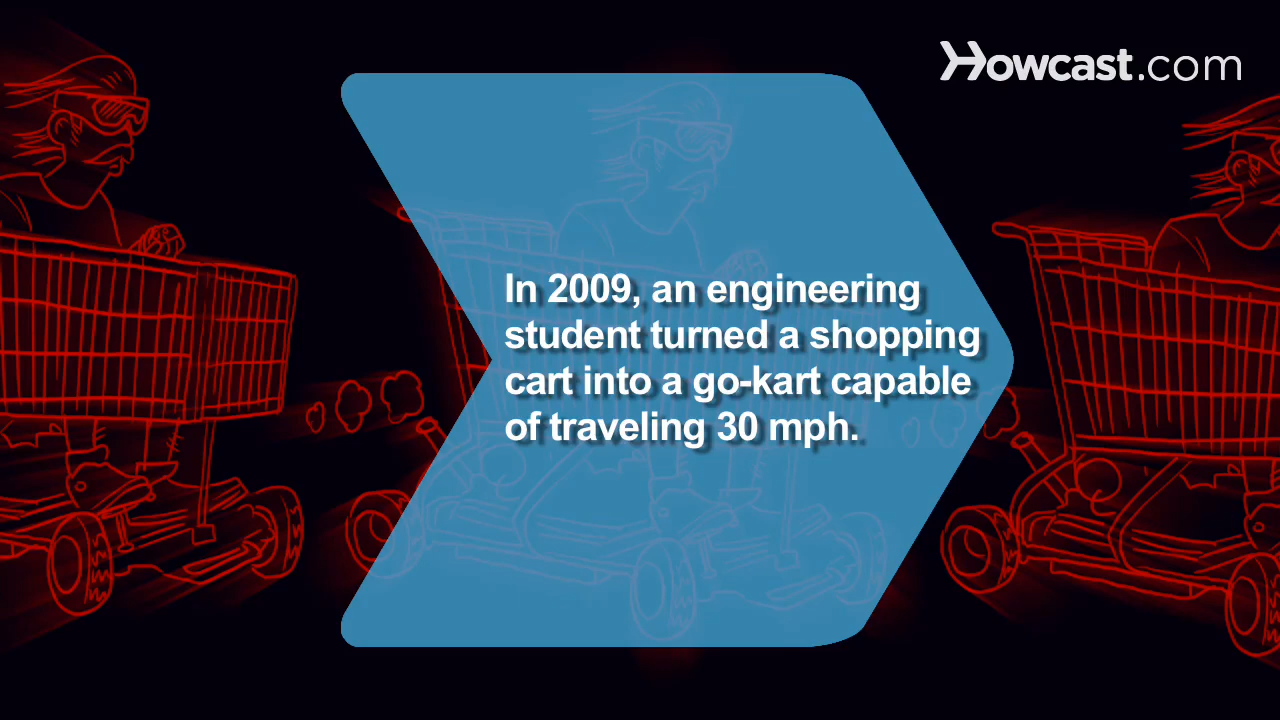 Howcast.com
In 2009, an engineering
student turned a shopping
cart into a go-kart capable
of traveling 30 mph.